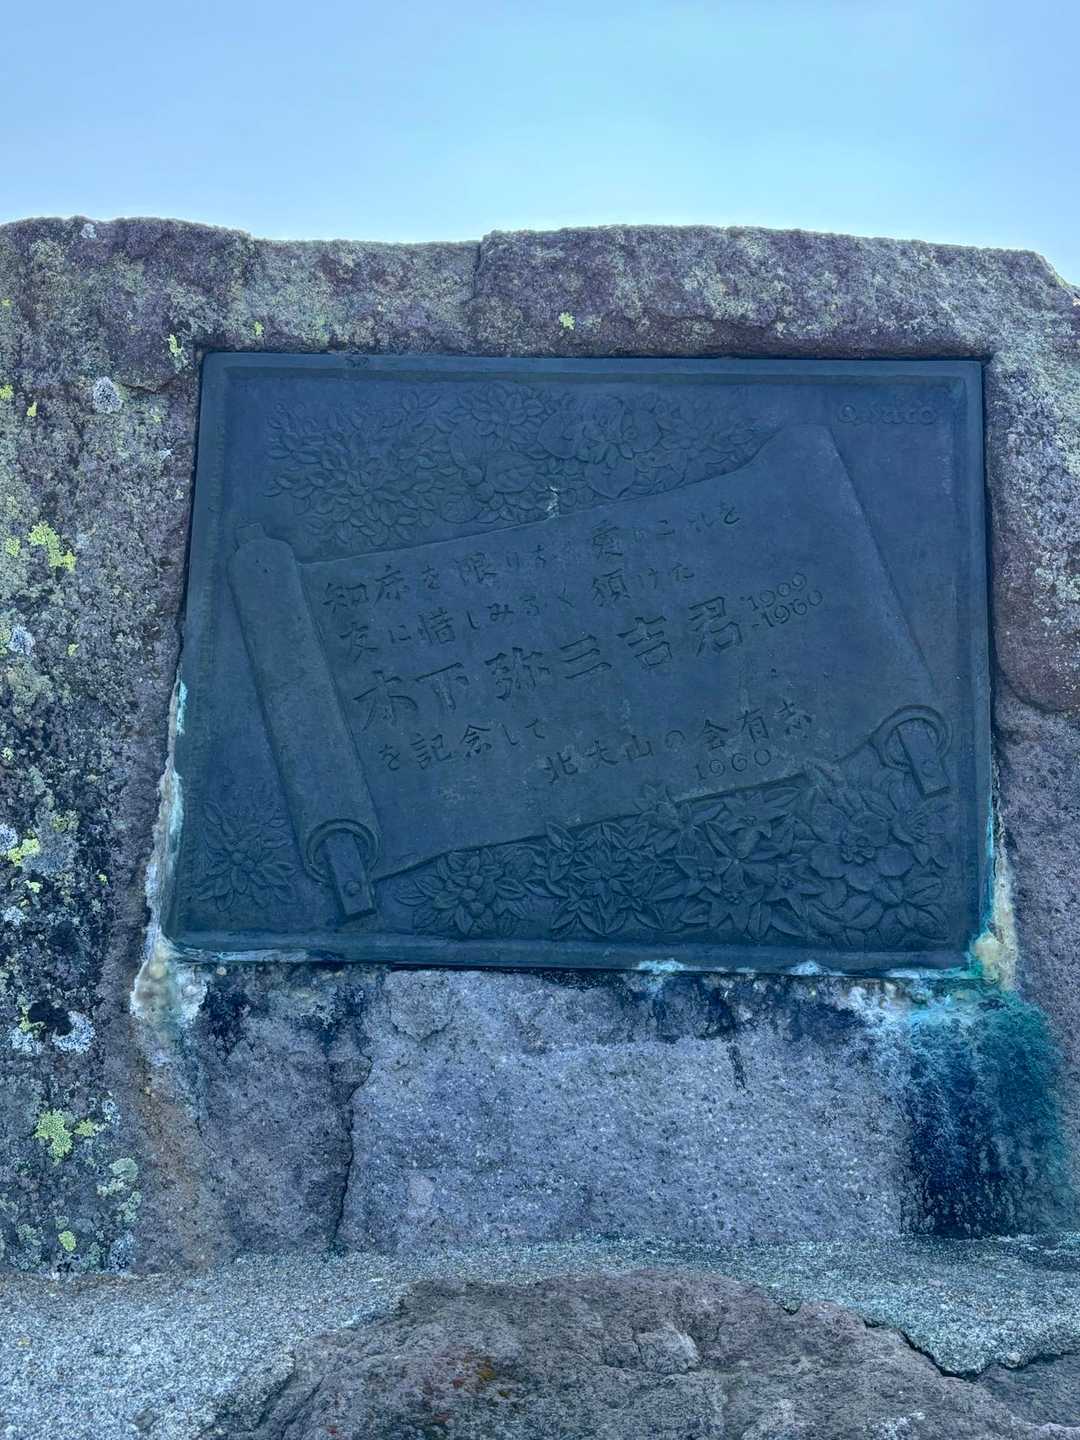 O,sato
知床を限りなく愛しこれを
友に惜しみなく頒けた
木下弥三吉君 1909-1960
を記念して
北大山の会有志
1960